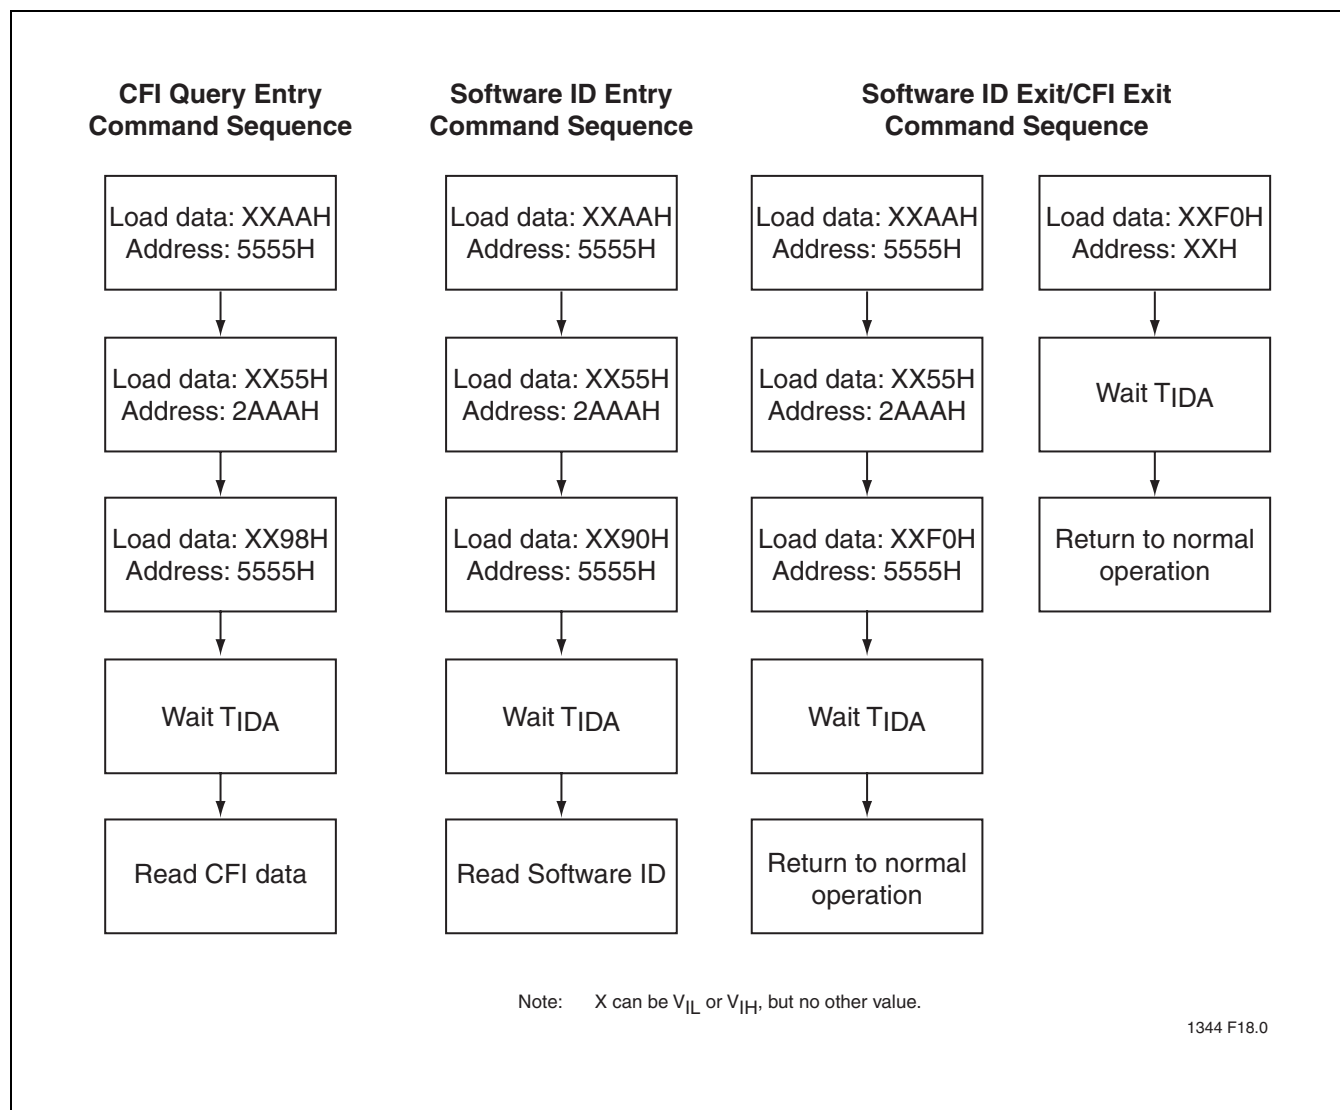 CFI Query Entry
Command Sequence
Load data: XXAAH
Address: 5555H
Load data: XX55H
Address: 2AAAH
Load data: XX98H
Address: 5555H
Wait TIDA
Read CFI data
Software ID Entry
Command Sequence
Load data: XXAAH
Address: 5555H
Load data: XX55H
Address: 2AAAH
Load data: XX90H
Address: 5555H
Wait TIDA
Read Software ID
Software ID Exit/CFI Exit
Command Sequence
Load data: XXAAH
Address: 5555H
Load data: XX55H
Address: 2AAAH
Load data: XXF0H
Address: 5555H
Wait TIDA
Return to normal
operation
Load data: XXF0H
Address: XXH
Wait TIDA
Return to normal
operation
Note: X can be VIL or VIH, but no other value.
1344 F18.0